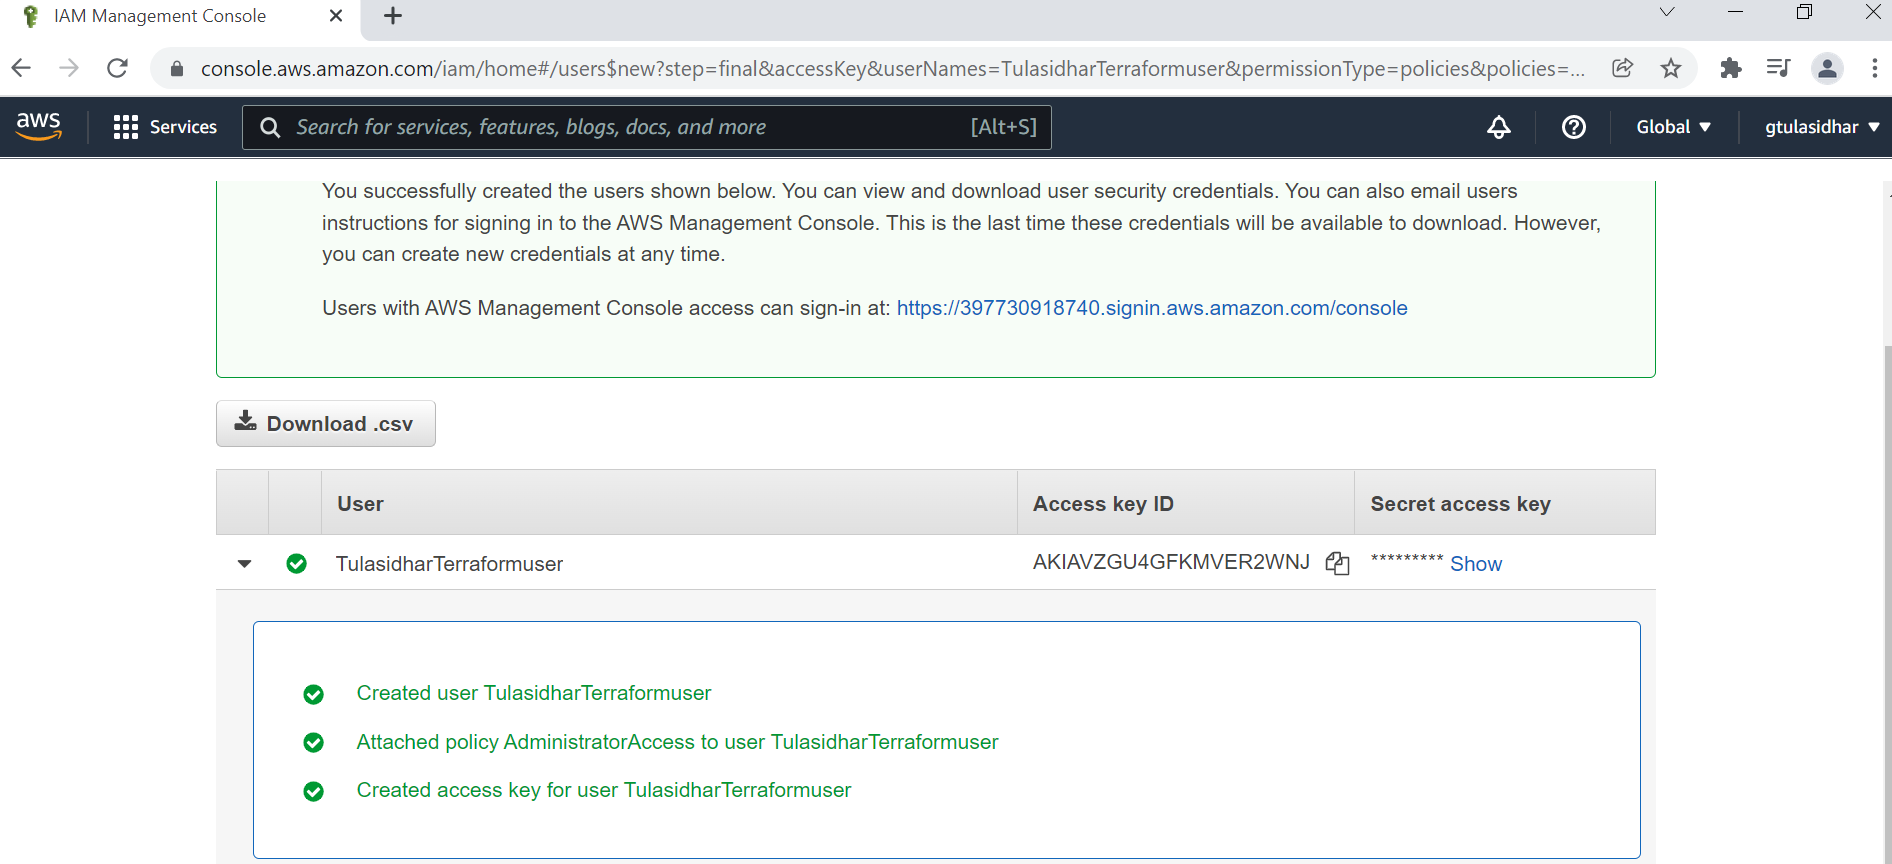 IAM Management Console
console.aws.amazon.com/iam/home#/users$new?step=final&accessKey&userNames=TulasidharTerraformuser&permissionType=policies&policies=...
aws
Services
Search for services, features, blogs, docs, and more
[Alt+S]
Global
gtulasidhar
You successfully created the users shown below. You can view and download user security credentials. You can also email users
instructions for signing in to the AWS Management Console. This is the last time these credentials will be available to download. However,
you can create new credentials at any time.
Users with AWS Management Console access can sign-in at: https://397730918740.signin.aws.amazon.com/console
Download .csv
User
Access key ID
Secret access key
TulasidharTerraformuser
AKIAVZGU4GFKMVER2WNJ
********* Show
Created user TulasidharTerraformuser
Attached policy AdministratorAccess to user TulasidharTerraformuser
Created access key for user TulasidharTerraformuser